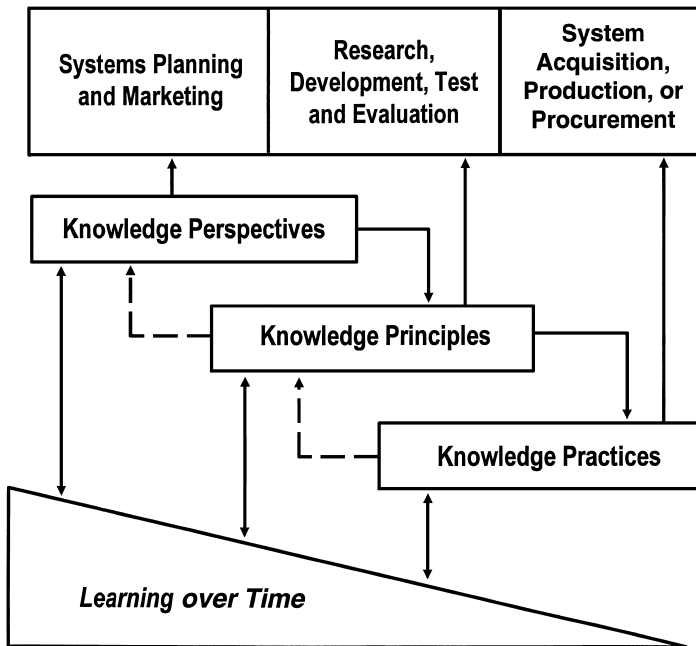 Systems Planning
and Marketing
Research,
Development, Test
and Evaluation
System
Acquisition,
Production, or
Procurement
Knowledge Perspectives
Knowledge Principles
Knowledge Practices
Learning over Time